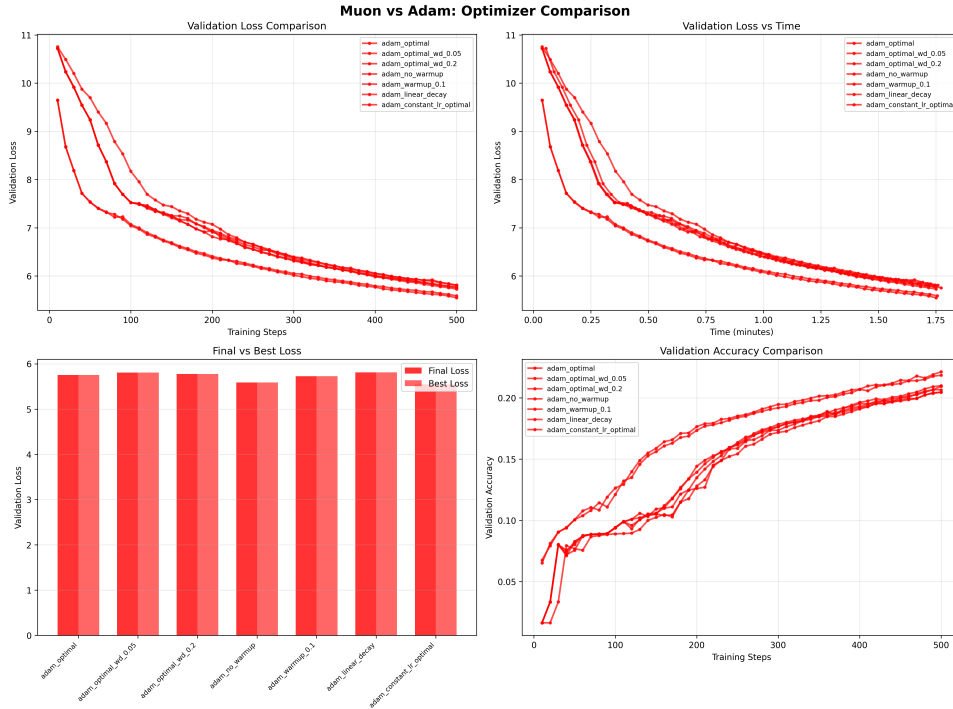 Muon vs Adam: Optimizer Comparison
Validation Loss Comparison
11
10
9
8
7
6
Validation Loss
0
100
200
300
400
500
Training Steps
adam_optimal
adam_optimal_wd_0.05
adam_optimal_wd_0.2
adam_no_warmup
adam_warmup_0.1
adam_linear_decay
adam_constant_lr_optimal
Validation Loss vs Time
11
10
9
8
7
6
Validation Loss
0.00
0.25
0.50
0.75
1.00
1.25
1.50
1.75
Time (minutes)
adam_optimal
adam_optimal_wd_0.05
adam_optimal_wd_0.2
adam_no_warmup
adam_warmup_0.1
adam_linear_decay
adam_constant_lr_optima
Final vs Best Loss
6
5
4
3
2
1
0
Validation Loss
Final Loss
Best Loss
adam_optimal
adam_optimal_wd_0.05
adam_optimal_wd_0.2
adam_no_warmup
adam_warmup_0.1
adam_linear_decay
adam_constant_lr_optimal
Validation Accuracy Comparison
0.20
0.15
0.10
0.05
Validation Accuracy
0
100
200
300
400
500
Training Steps
adam_optimal
adam_optimal_wd_0.05
adam_optimal_wd_0.2
adam_no_warmup
adam_warmup_0.1
adam_linear_decay
adam_constant_lr_optimal